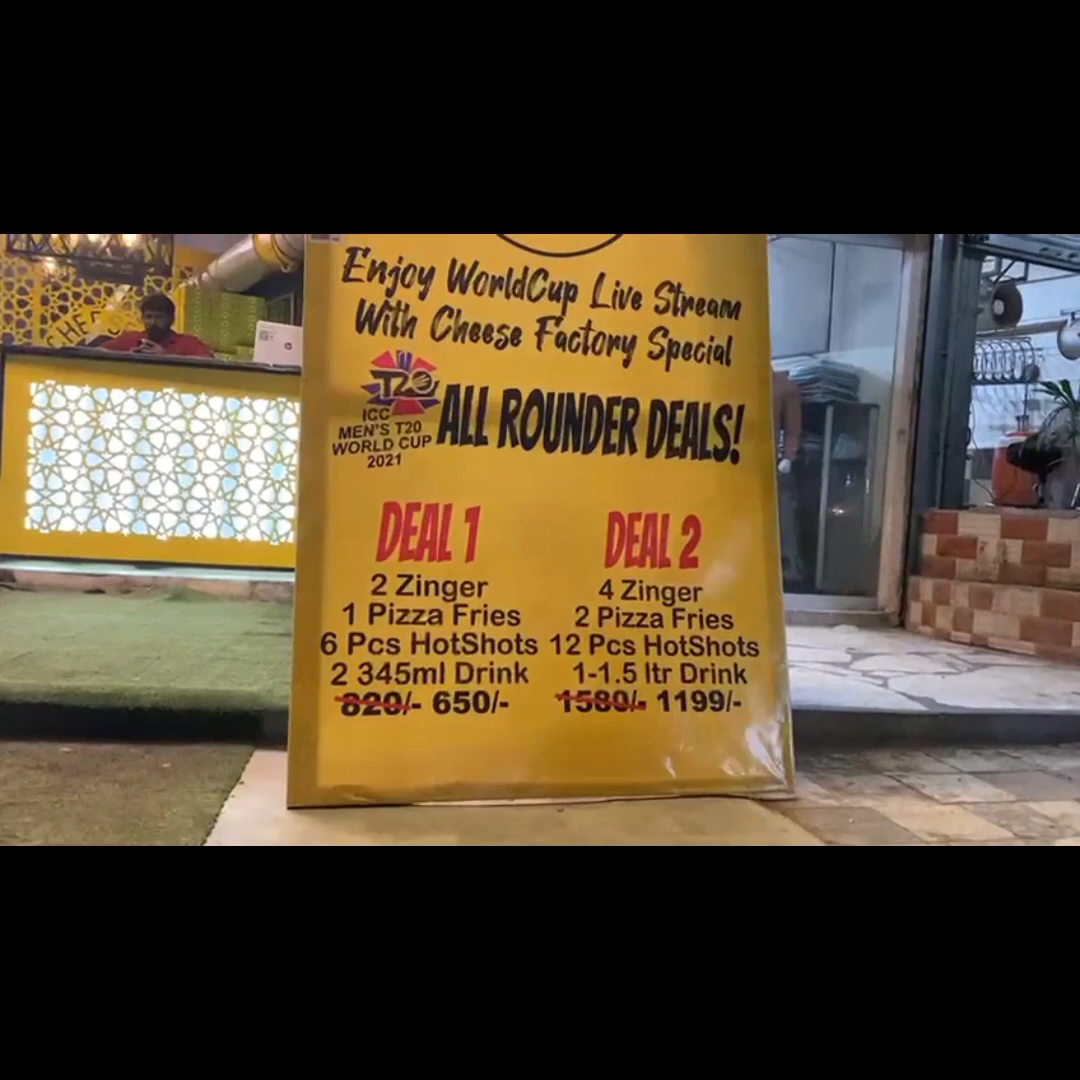 Enjoy WorldCup Live Stream
With Cheese Factory Special
T20
ICC
MEN'S T20
WORLD CUP
2021
ALL ROUNDER DEALS!
DEAL 1
2 Zinger
1 Pizza Fries
6 Pcs HotShots
2 345ml Drink
820/- 650/-
DEAL 2
4 Zinger
2 Pizza Fries
12 Pcs HotShots
1-1.5 ltr Drink
1580/- 1199/-